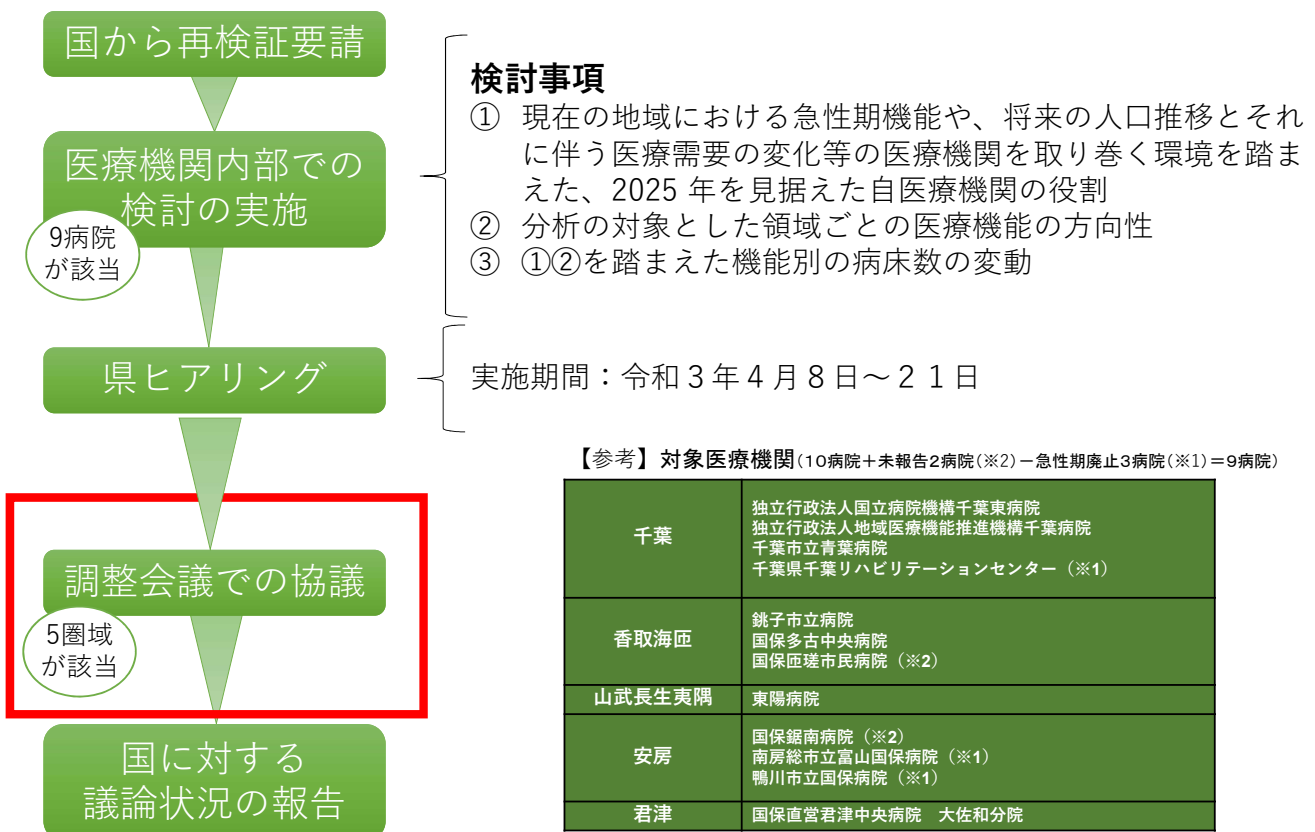 国から再検証要請
医療機関内部での
検討の実施
9病院
が該当
県ヒアリング
調整会議での協議
5圏域
が該当
国に対する
議論状況の報告
検討事項
① 現在の地域における急性期機能や、将来の人口推移とそれ
に伴う医療需要の変化等の医療機関を取り巻く環境を踏ま
えた、2025 年を見据えた自医療機関の役割
② 分析の対象とした領域ごとの医療機能の方向性
③ ①②を踏まえた機能別の病床数の変動
実施期間：令和３年４月８日～２１日
【参考】対象医療機関(10病院＋未報告2病院(※2)－急性期廃止3病院(※1)＝9病院)
千葉
独立行政法人国立病院機構千葉東病院
独立行政法人地域医療機能推進機構千葉病院
千葉市立青葉病院
千葉県千葉リハビリテーションセンター（※1）
香取海匝
銚子市立病院
国保多古中央病院
国保匝瑳市民病院（※2）
山武長生夷隅
東陽病院
安房
国保鋸南病院（※2）
南房総市立富山国保病院（※1）
鴨川市立国保病院（※1）
君津
国保直営君津中央病院　大佐和分院